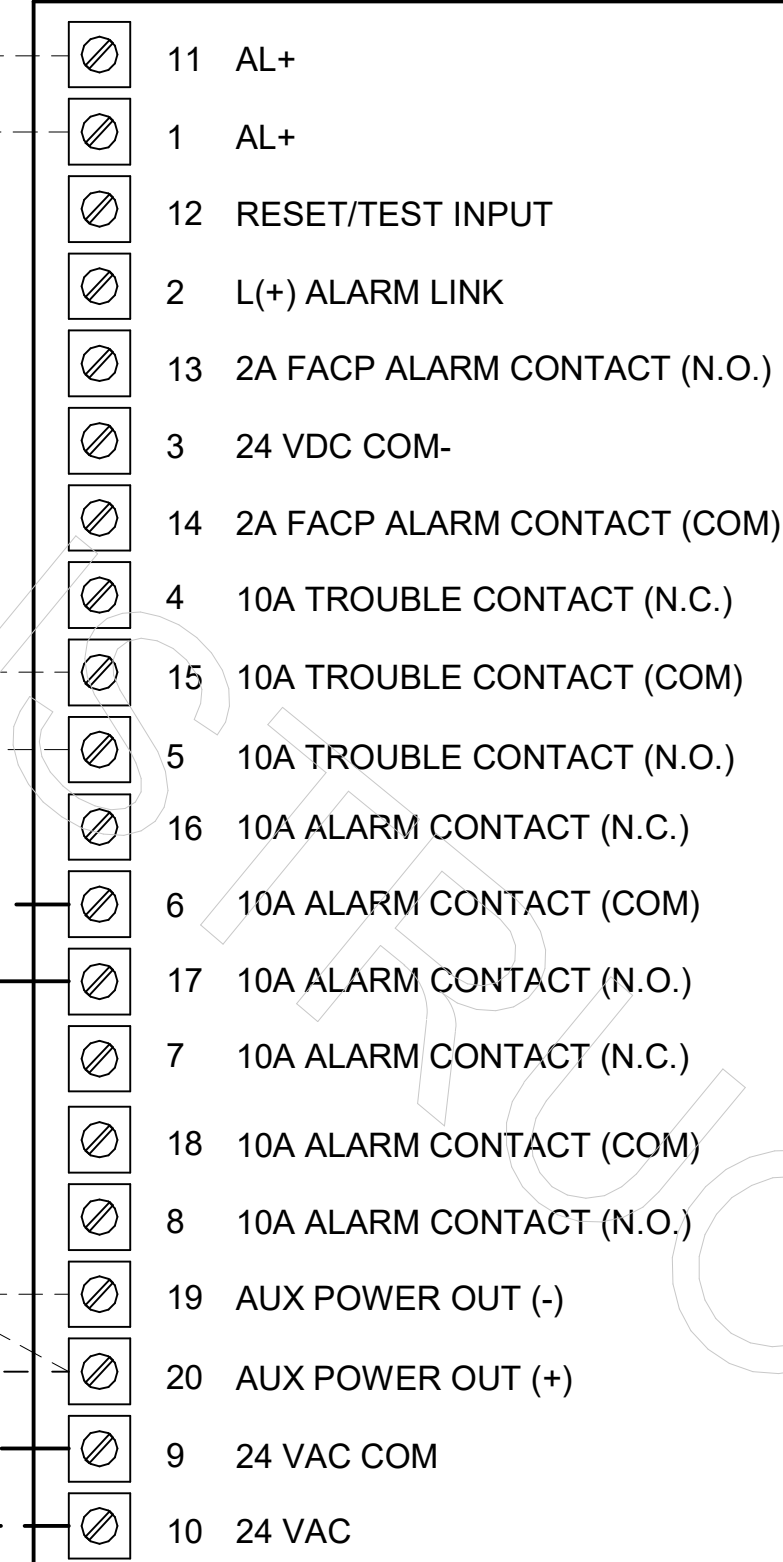 11 AL+
1 AL+
12 RESET/TEST INPUT
2 L(+) ALARM LINK
13 2A FACP ALARM CONTACT (N.O.)
3 24 VDC COM-
14 2A FACP ALARM CONTACT (COM)
4 10A TROUBLE CONTACT (N.C.)
15 10A TROUBLE CONTACT (COM)
5 10A TROUBLE CONTACT (N.O.)
16 10A ALARM CONTACT (N.C.)
6 10A ALARM CONTACT (COM)
17 10A ALARM CONTACT (N.O.)
7 10A ALARM CONTACT (N.C.)
18 10A ALARM CONTACT (COM)
8 10A ALARM CONTACT (N.O.)
19 AUX POWER OUT (-)
20 AUX POWER OUT (+)
9 24 VAC COM
10 24 VAC